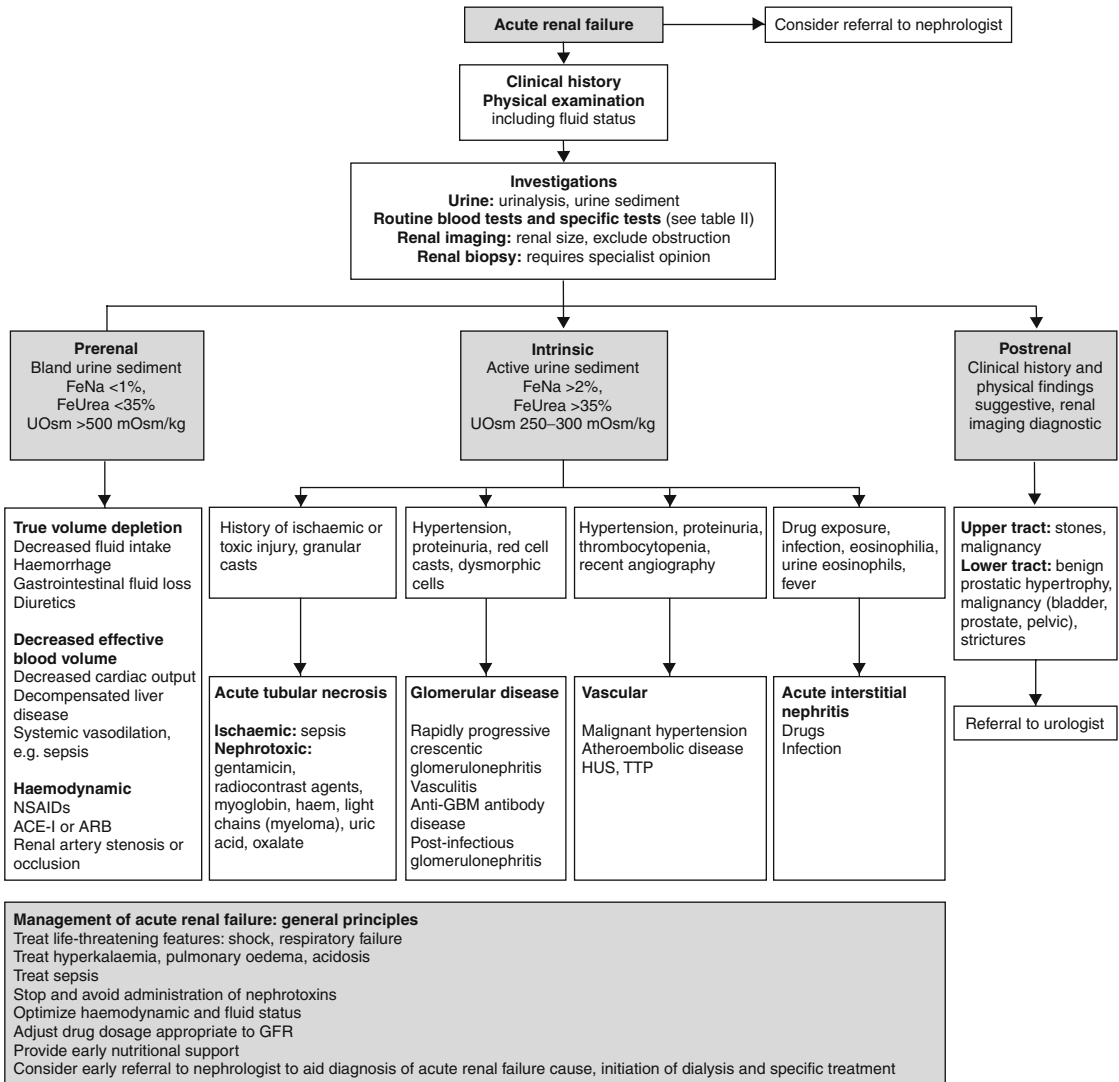 Acute renal failure
Consider referral to nephrologist
Clinical history
Physical examination
including fluid status
Investigations
Urine: urinalysis, urine sediment
Routine blood tests and specific tests (see table II)
Renal imaging: renal size, exclude obstruction
Renal biopsy: requires specialist opinion
Prerenal
Bland urine sediment
FeNa <1%,
FeUrea <35%
UOsm >500 mOsm/kg
Intrinsic
Active urine sediment
FeNa >2%,
FeUrea >35%
UOsm 250–300 mOsm/kg
Postrenal
Clinical history and
physical findings
suggestive, renal
imaging diagnostic
True volume depletion
Decreased fluid intake
Haemorrhage
Gastrointestinal fluid loss
Diuretics
Decreased effective
blood volume
Decreased cardiac output
Decompensated liver
disease
Systemic vasodilation,
e.g. sepsis
Haemodynamic
NSAIDs
ACE-I or ARB
Renal artery stenosis or
occlusion
History of ischaemic or
toxic injury, granular
casts
Hypertension,
proteinuria, red cell
casts, dysmorphic
cells
Hypertension, proteinuria,
thrombocytopenia,
recent angiography
Drug exposure,
infection, eosinophilia,
urine eosinophils,
fever
Upper tract: stones,
malignancy
Lower tract: benign
prostatic hypertrophy,
malignancy (bladder,
prostate, pelvic),
strictures
Acute tubular necrosis
Ischaemic: sepsis
Nephrotoxic:
gentamicin,
radiocontrast agents,
myoglobin, haem, light
chains (myeloma), uric
acid, oxalate
Glomerular disease
Rapidly progressive
crescentic
glomerulonephritis
Vasculitis
Anti-GBM antibody
disease
Post-infectious
glomerulonephritis
Vascular
Malignant hypertension
Atheroembolic disease
HUS, TTP
Acute interstitial
nephritis
Drugs
Infection
Referral to urologist
Management of acute renal failure: general principles
Treat life-threatening features: shock, respiratory failure
Treat hyperkalaemia, pulmonary oedema, acidosis
Treat sepsis
Stop and avoid administration of nephrotoxins
Optimize haemodynamic and fluid status
Adjust drug dosage appropriate to GFR
Provide early nutritional support
Consider early referral to nephrologist to aid diagnosis of acute renal failure cause, initiation of dialysis and specific treatment